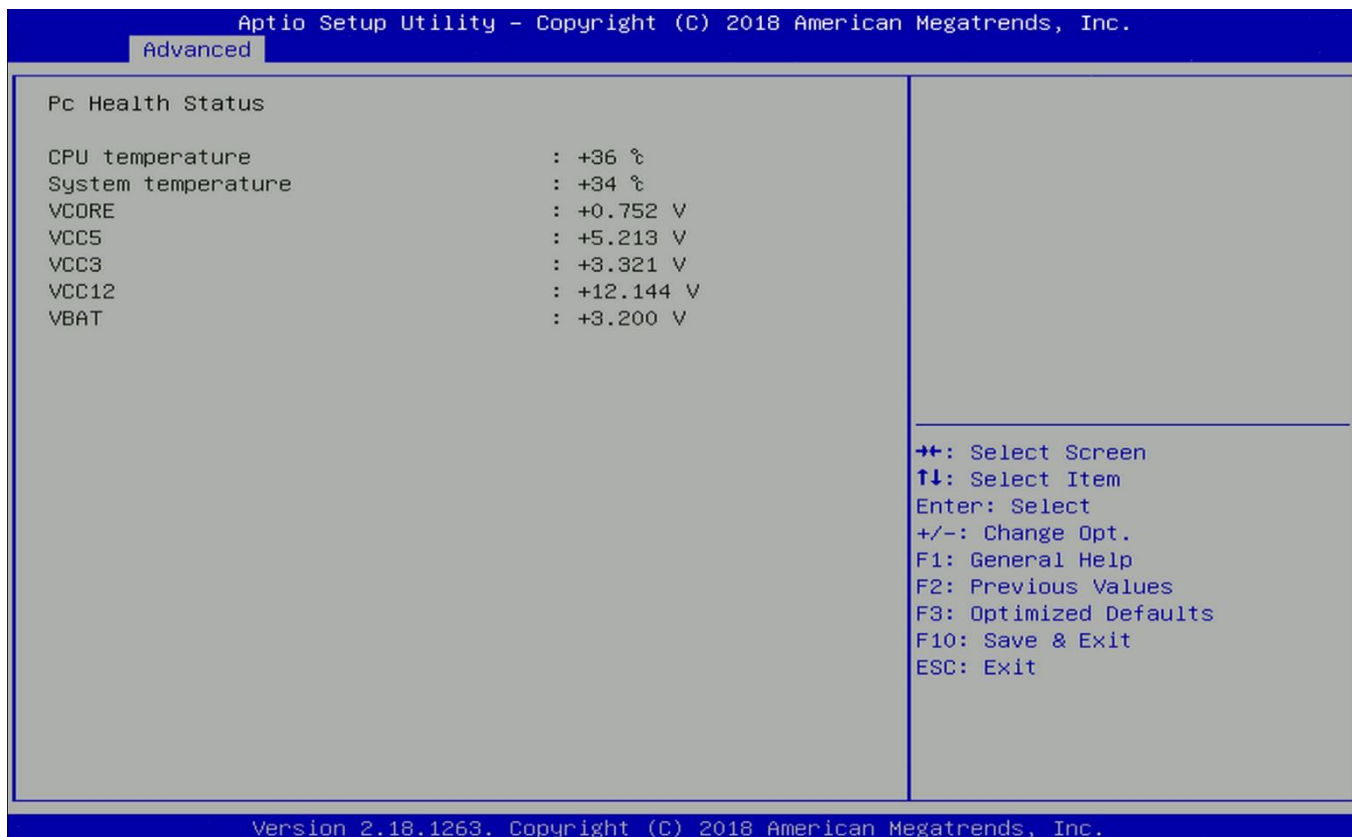 Aptio Setup Utility – Copyright (C) 2018 American Megatrends, Inc.
Advanced
Pc Health Status
CPU temperature : +36 ℃
System temperature : +34 ℃
VCORE : +0.752 V
VCC5 : +5.213 V
VCC3 : +3.321 V
VCC12 : +12.144 V
VBAT : +3.200 V
→←: Select Screen
↑↓: Select Item
Enter: Select
+/-: Change Opt.
F1: General Help
F2: Previous Values
F3: Optimized Defaults
F10: Save & Exit
ESC: Exit
Version 2.18.1263. Copyright (C) 2018 American Megatrends, Inc.